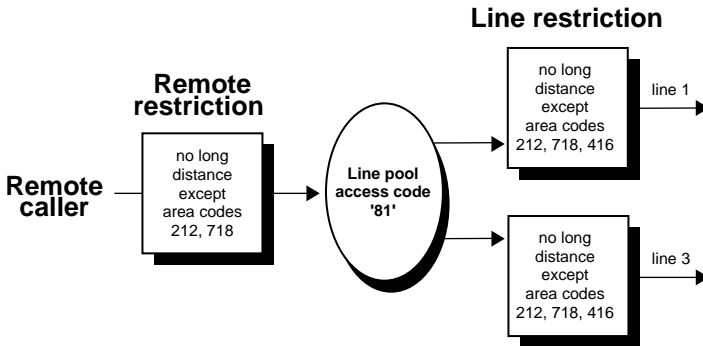 Line restriction
Remote
restriction
no long
distance
except
area codes
212, 718, 416
line 1
Remote
caller
no long
distance
except
area codes
212, 718
Line pool
access code
'81'
no long
distance
except
area codes
212, 718, 416
line 3